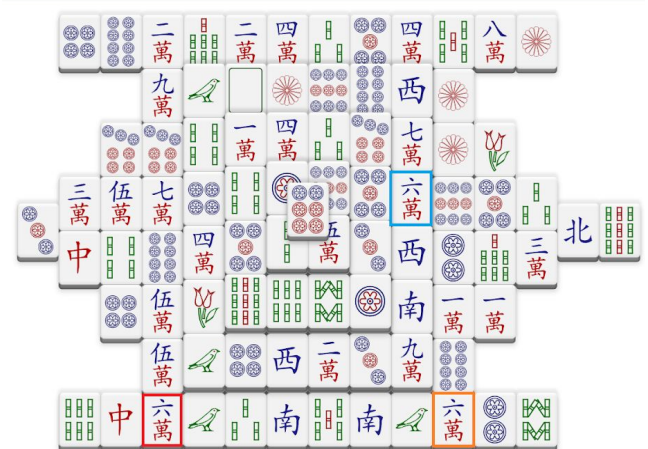 二萬 二萬 四萬 四萬 八萬
九萬 西
一萬 四萬 七萬
三萬 伍萬 七萬 六萬
北
中 四萬 伍萬 西 三萬
伍萬 南 一萬 一萬
伍萬 西 二萬 九萬
中 六萬 南 南 六萬